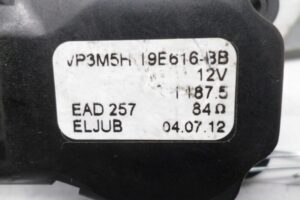 VP3M5H 19E616-BB
12V
1187.5
EAD 257 84Ω
ELJUB 04.07.12